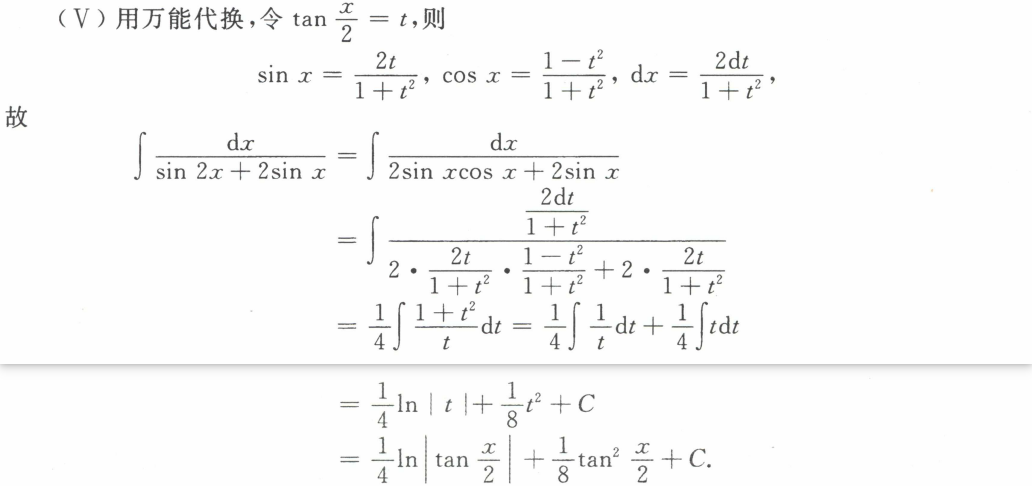 （Ⅴ）用万能代换,令 $\tan \frac{x}{2} = t$,则
$\sin x = \frac{2t}{1+t^2}, \cos x = \frac{1-t^2}{1+t^2}, \mathrm{d}x = \frac{2\mathrm{d}t}{1+t^2},$
故
$\int \frac{\mathrm{d}x}{\sin 2x + 2\sin x} = \int \frac{\mathrm{d}x}{2\sin x\cos x + 2\sin x}$
$= \int \frac{\frac{2\mathrm{d}t}{1+t^2}}{2 \cdot \frac{2t}{1+t^2} \cdot \frac{1-t^2}{1+t^2} + 2 \cdot \frac{2t}{1+t^2}}$
$= \frac{1}{4}\int \frac{1+t^2}{t}\mathrm{d}t = \frac{1}{4}\int \frac{1}{t}\mathrm{d}t + \frac{1}{4}\int t\mathrm{d}t$
$= \frac{1}{4}\ln |t| + \frac{1}{8}t^2 + C$
$= \frac{1}{4}\ln \left|\tan \frac{x}{2}\right| + \frac{1}{8}\tan^2 \frac{x}{2} + C.$